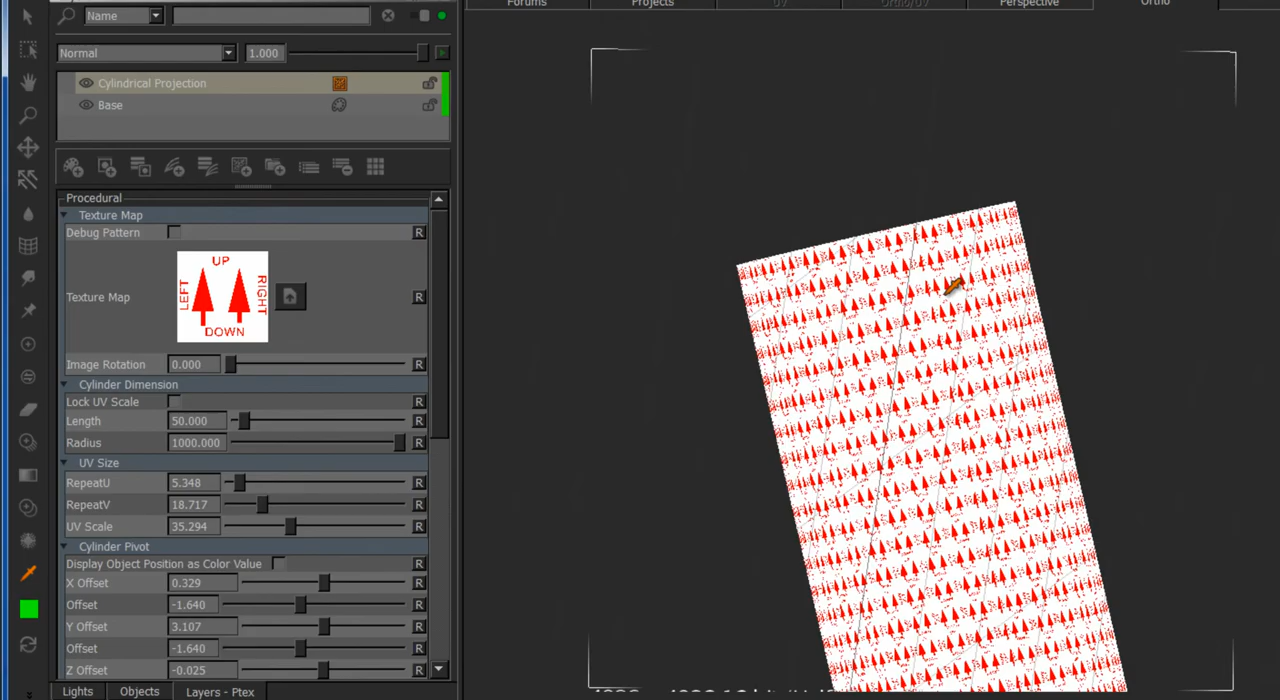 Forums Projects UV Ortho/UV Perspective Ortho
Name
Normal 1.000
Cylindrical Projection
Base
Procedural
Texture Map
Debug Pattern R
UP
LEFT RIGHT
DOWN
Texture Map R
Image Rotation 0.000 R
Cylinder Dimension
Lock UV Scale R
Length 50.000 R
Radius 1000.000 R
UV Size
RepeatU 5.348 R
RepeatV 18.717 R
UV Scale 35.294 R
Cylinder Pivot
Display Object Position as Color Value R
X Offset 0.329 R
Offset -1.640 R
Y Offset 3.107 R
Offset -1.640 R
Z Offset -0.025 R
Lights Objects Layers - Ptex